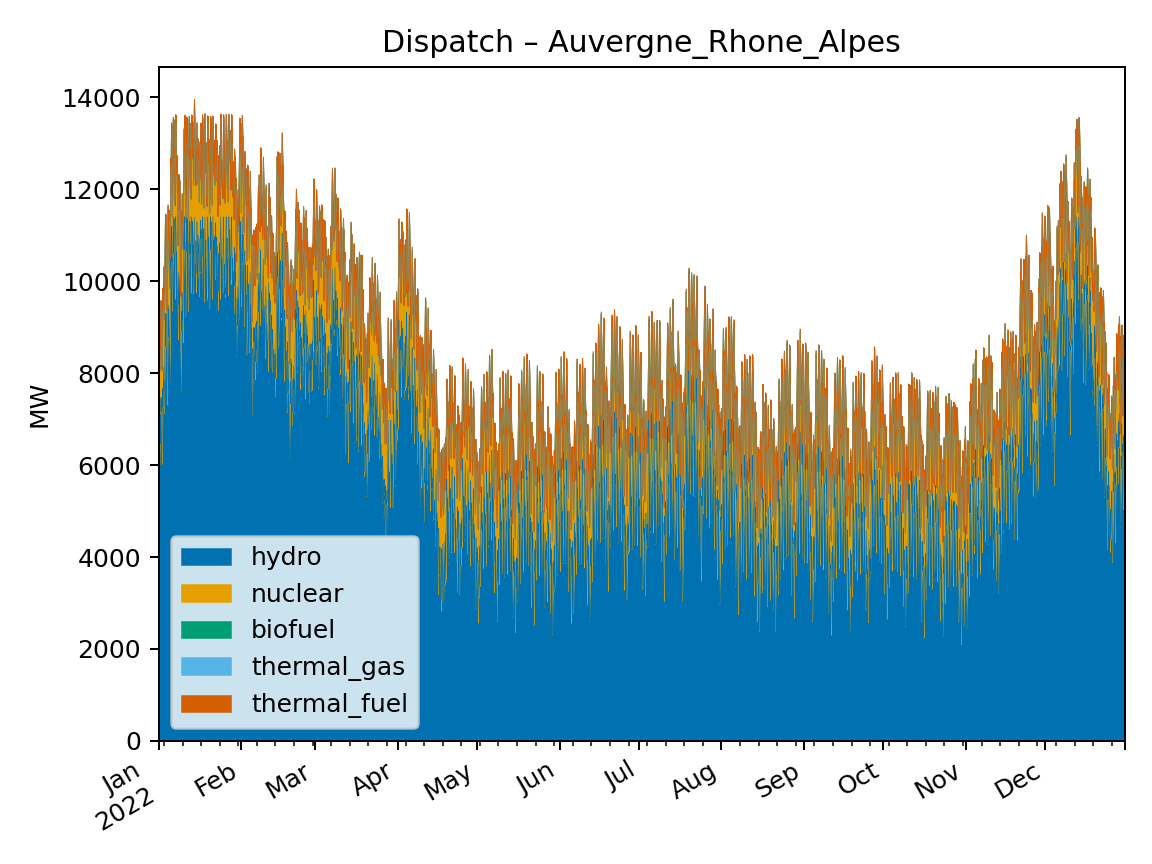 Dispatch – Auvergne_Rhone_Alpes
14000
12000
10000
8000
6000
4000
2000
0
MW
hydro
nuclear
biofuel
thermal_gas
thermal_fuel
Jan
2022
Feb
Mar
Apr
May
Jun
Jul
Aug
Sep
Oct
Nov
Dec